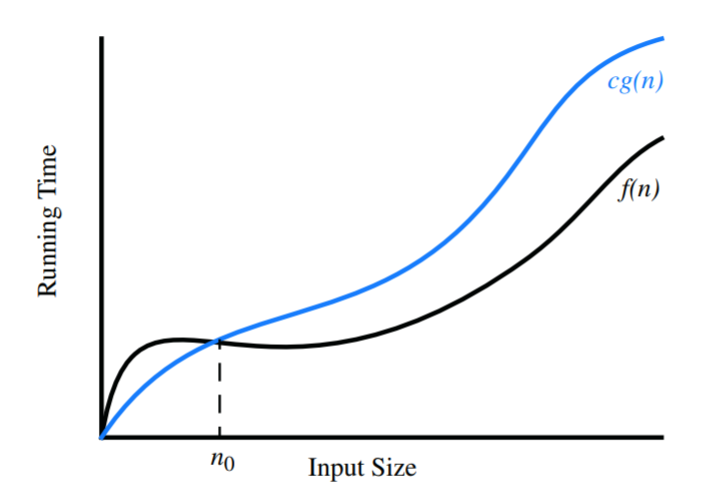 cg(n)
Running Time
f(n)
n₀
Input Size